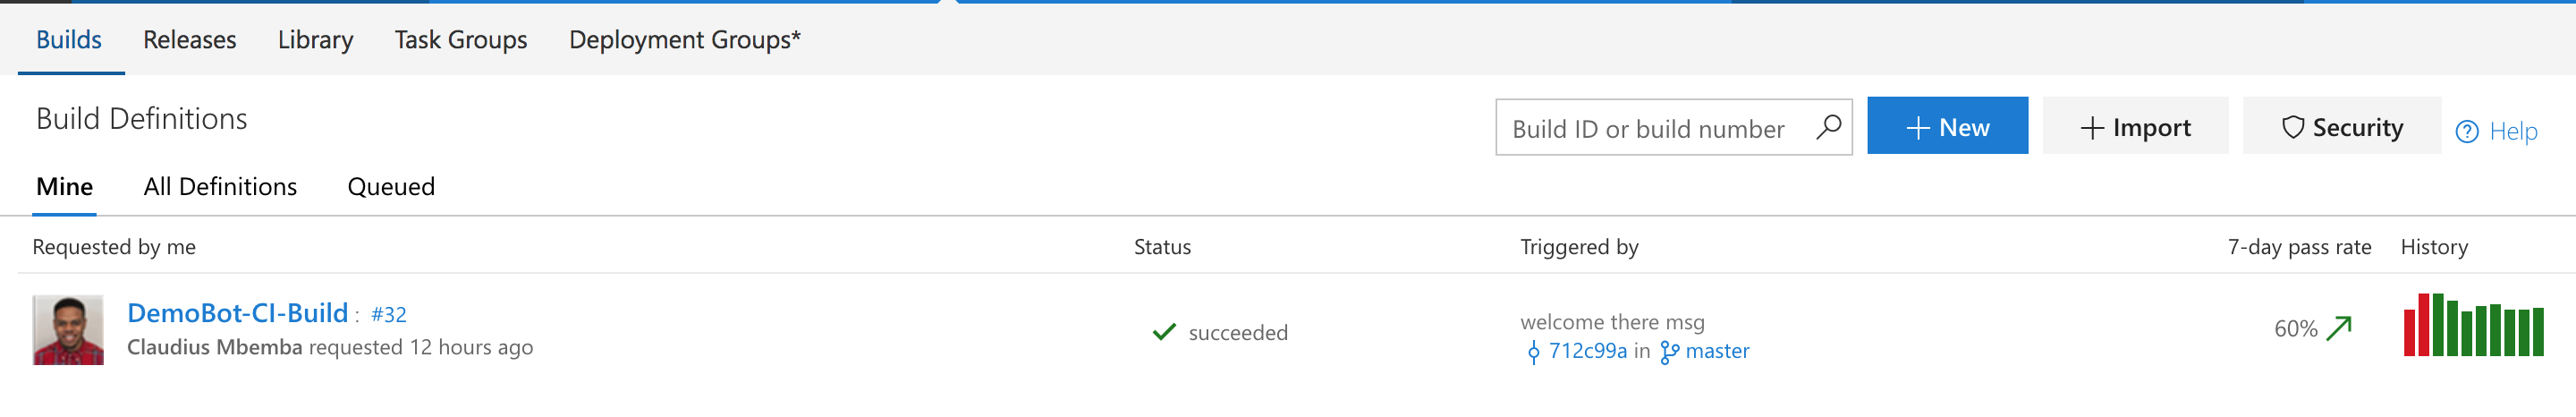 Builds Releases Library Task Groups Deployment Groups*
Build Definitions
Build ID or build number
New
Import
Security
Help
Mine All Definitions Queued
Requested by me Status Triggered by 7-day pass rate History
DemoBot-CI-Build : #32
Claudius Mbemba requested 12 hours ago
succeeded
welcome there msg
712c99a in master
60%